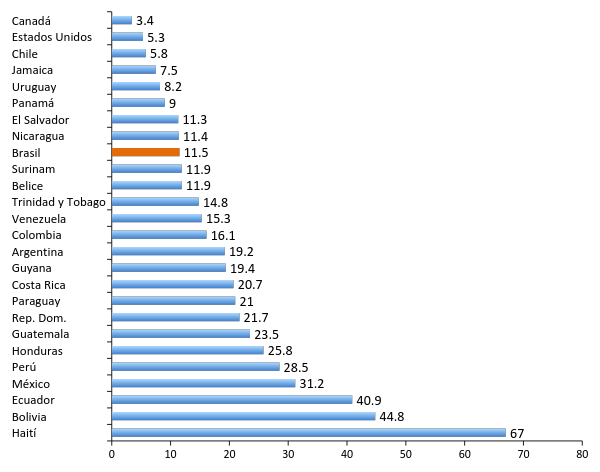 Canadá 3.4
Estados Unidos 5.3
Chile 5.8
Jamaica 7.5
Uruguay 8.2
Panamá 9
El Salvador 11.3
Nicaragua 11.4
Brasil 11.5
Surinam 11.9
Belice 11.9
Trinidad y Tobago 14.8
Venezuela 15.3
Colombia 16.1
Argentina 19.2
Guyana 19.4
Costa Rica 20.7
Paraguay 21
Rep. Dom. 21.7
Guatemala 23.5
Honduras 25.8
Perú 28.5
México 31.2
Ecuador 40.9
Bolivia 44.8
Haití 67
0 10 20 30 40 50 60 70 80